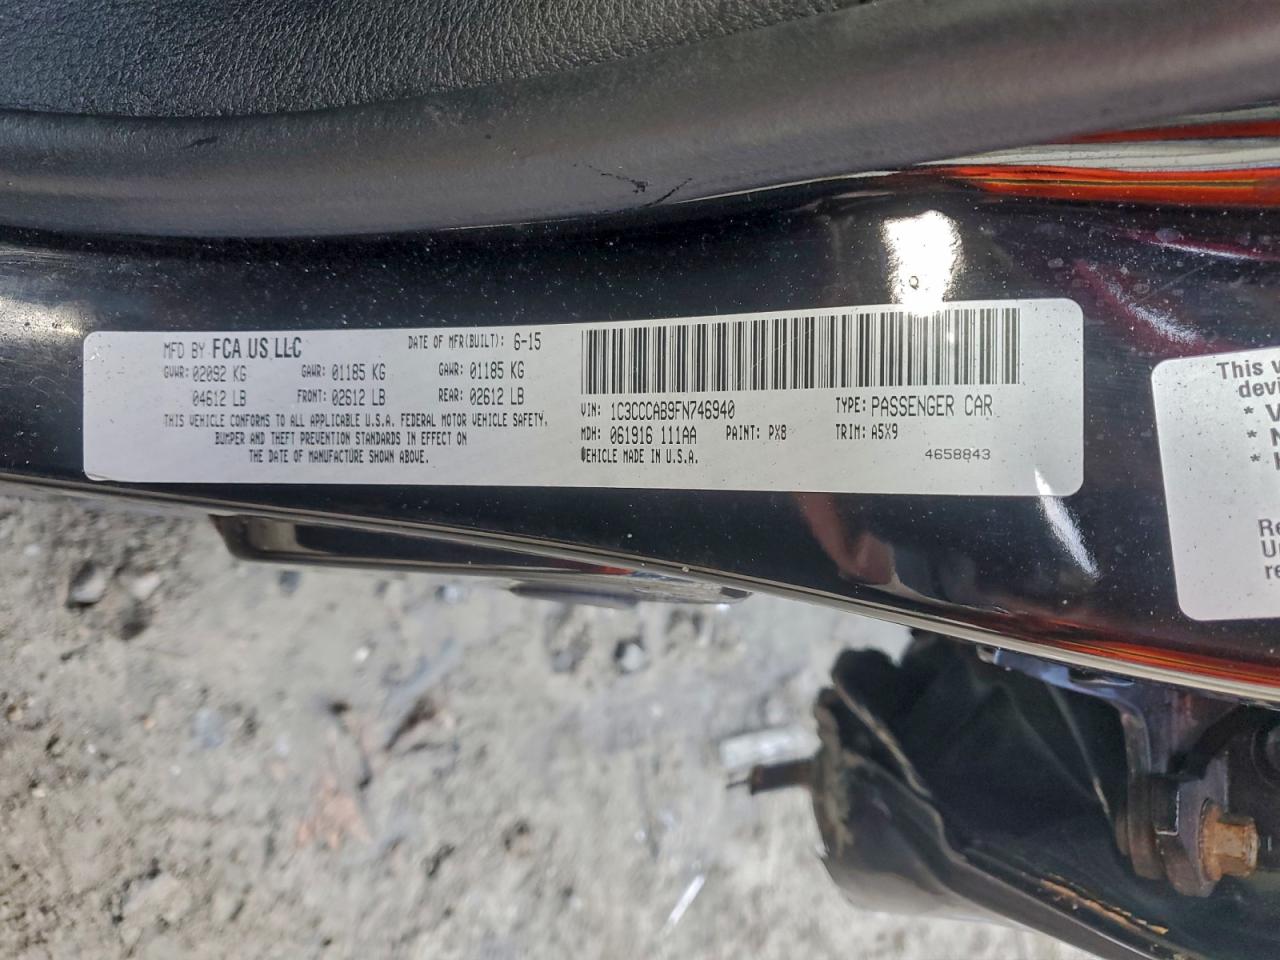 MFD BY FCA US LLC DATE OF MFR(BUILT): 6-15
GVWR: 02092 KG GAWR: 01185 KG GAWR: 01185 KG
04612 LB FRONT: 02612 LB REAR: 02612 LB
THIS VEHICLE CONFORMS TO ALL APPLICABLE U.S.A. FEDERAL MOTOR VEHICLE SAFETY,
BUMPER AND THEFT PREVENTION STANDARDS IN EFFECT ON
THE DATE OF MANUFACTURE SHOWN ABOVE.
VIN: 1C3CCCAB9FN746940 TYPE: PASSENGER CAR
MDH: 061916 111AA PAINT: PX8 TRIM: A5X9
VEHICLE MADE IN U.S.A. 4658843
This v
devi
* V
* N
*
Re
U
re